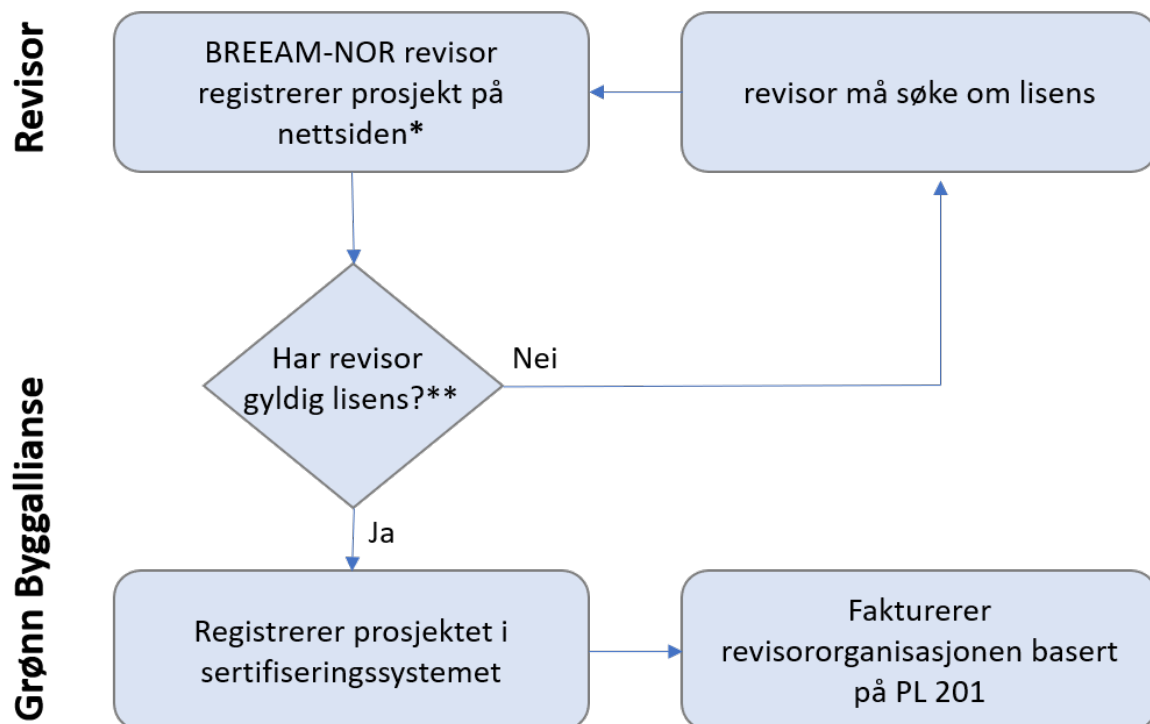 Revisor
BREEAM-NOR revisor
registrerer prosjekt på
nettsiden*
revisor må søke om lisens
Har revisor
gyldig lisens?**
Nei
Ja
Grønn Byggallianse
Registrerer prosjektet i
sertifiseringssystemet
Fakturerer
revisororganisasjonen basert
på PL 201